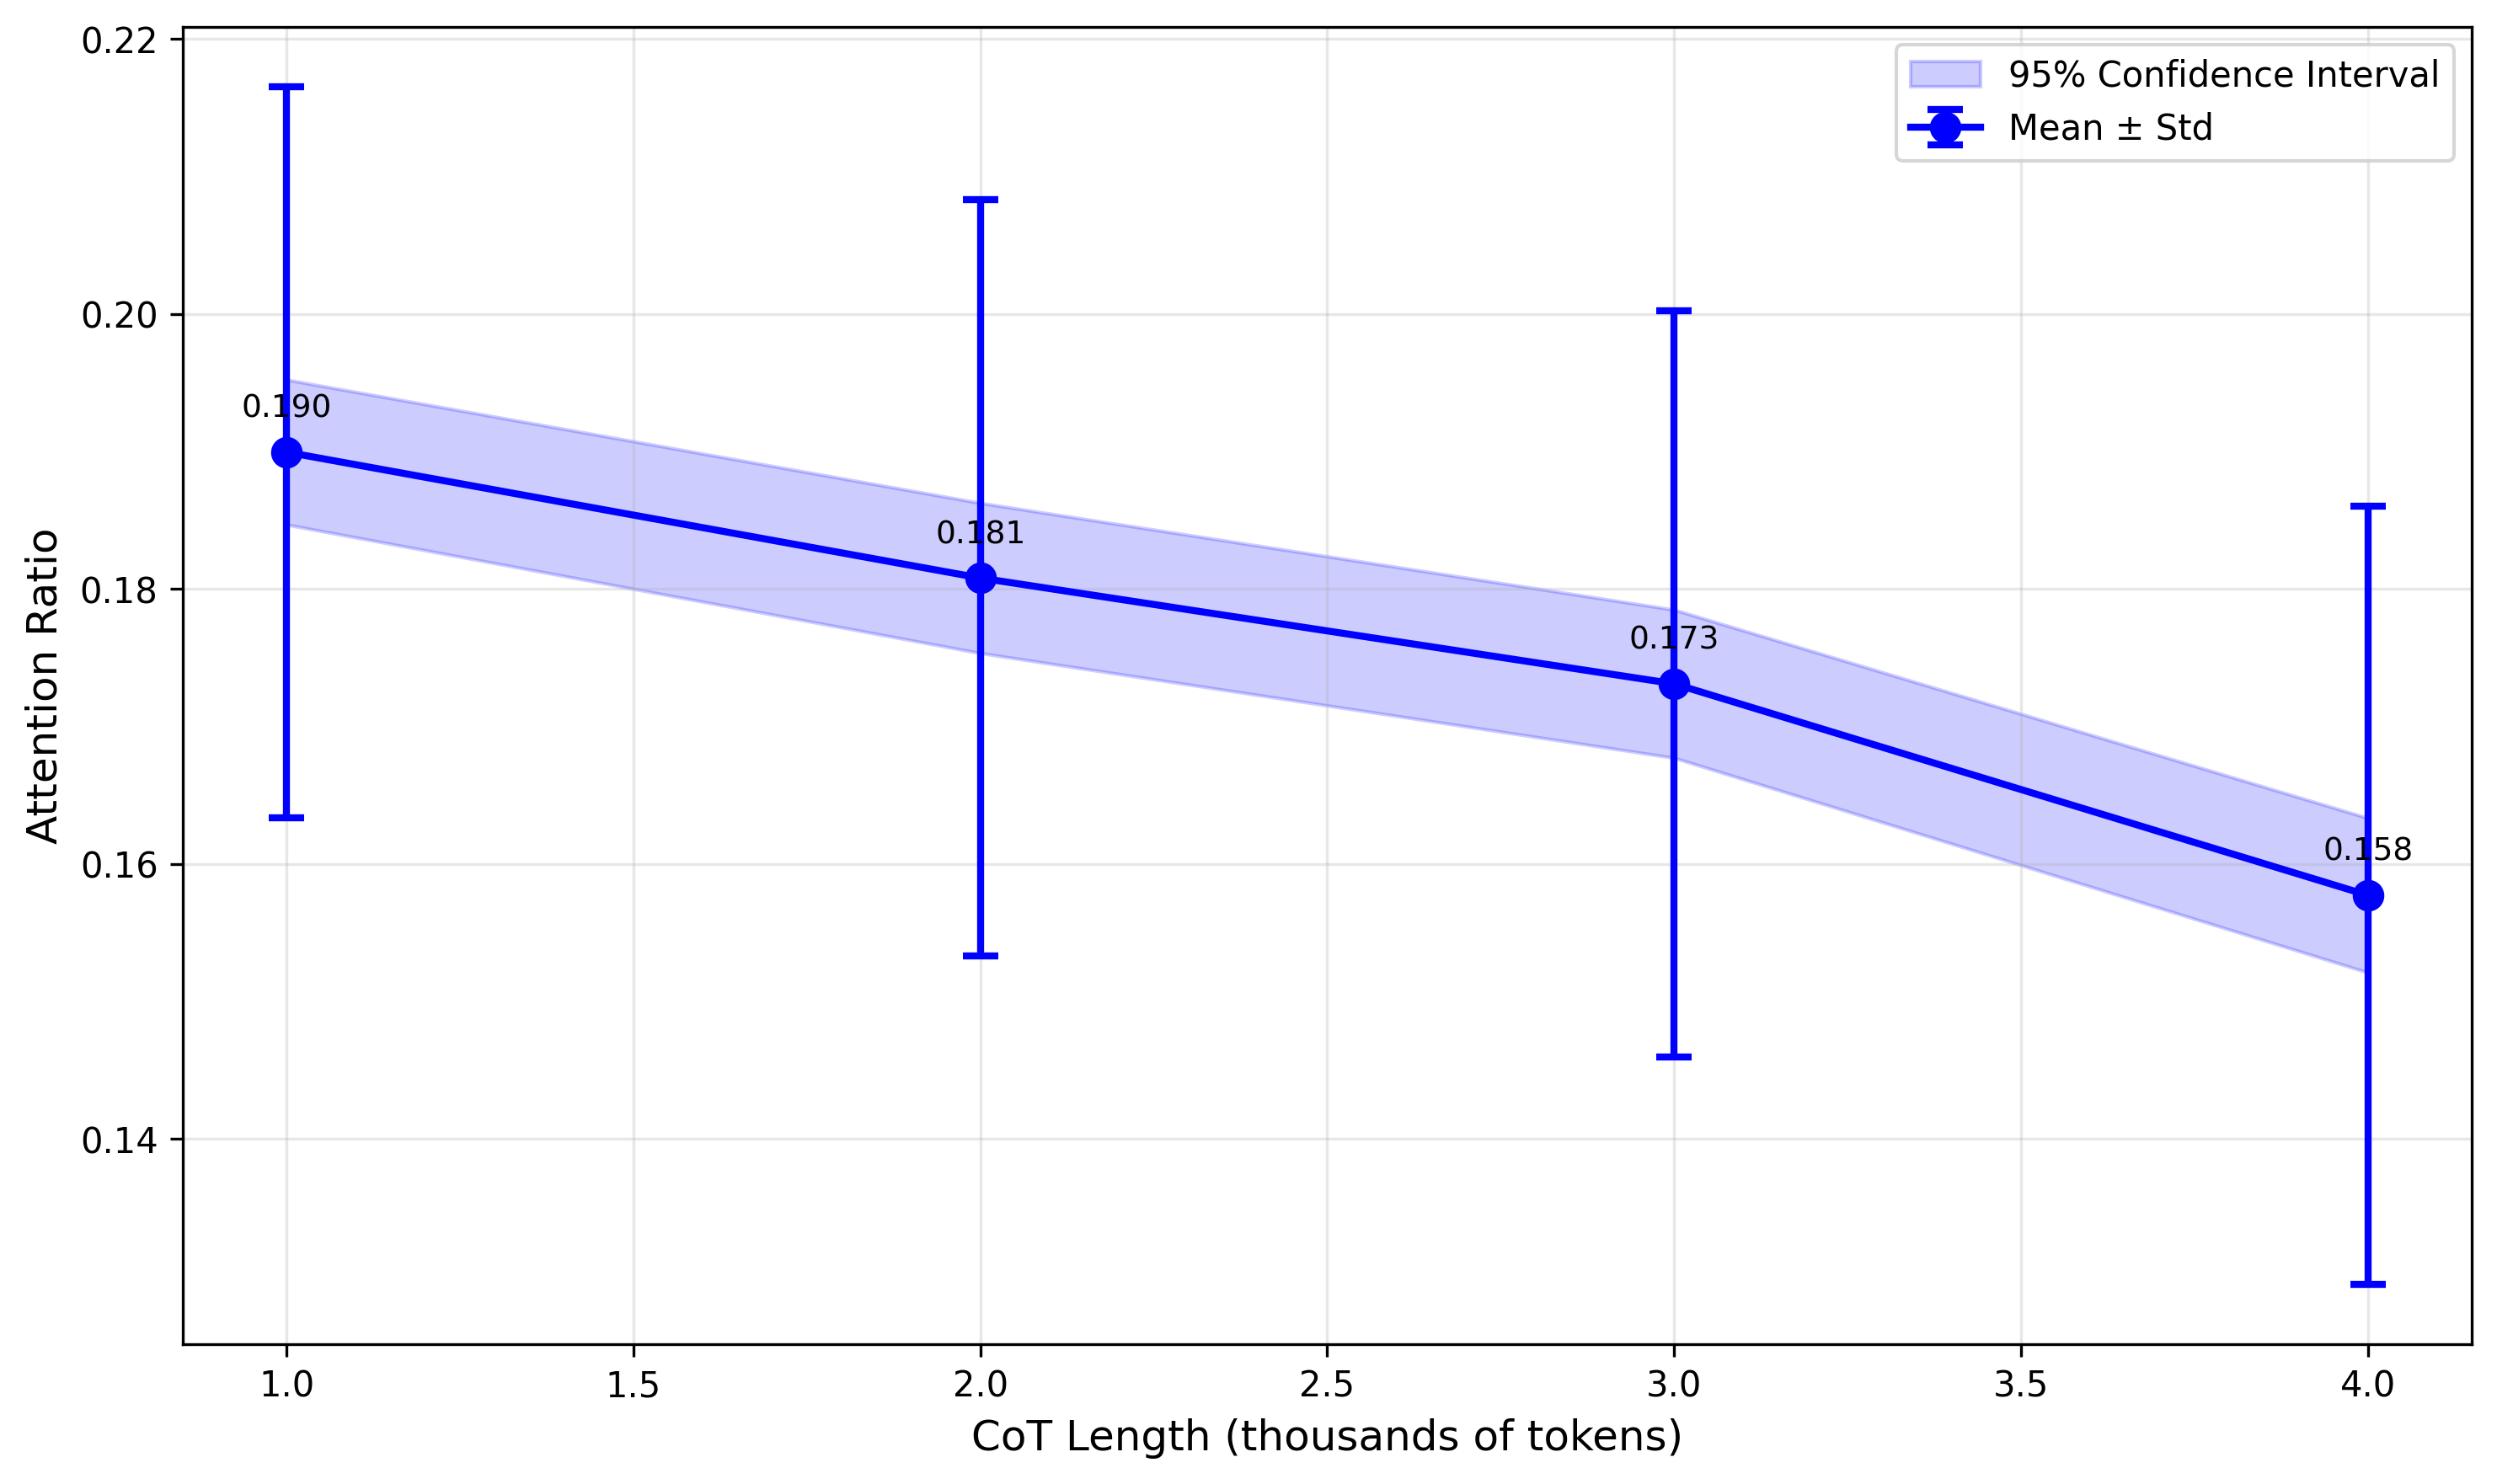 0.22
95% Confidence Interval
Mean ± Std
0.20
0.190
0.181
0.18
0.173
0.16
0.158
0.14
Attention Ratio
1.0 1.5 2.0 2.5 3.0 3.5 4.0
CoT Length (thousands of tokens)